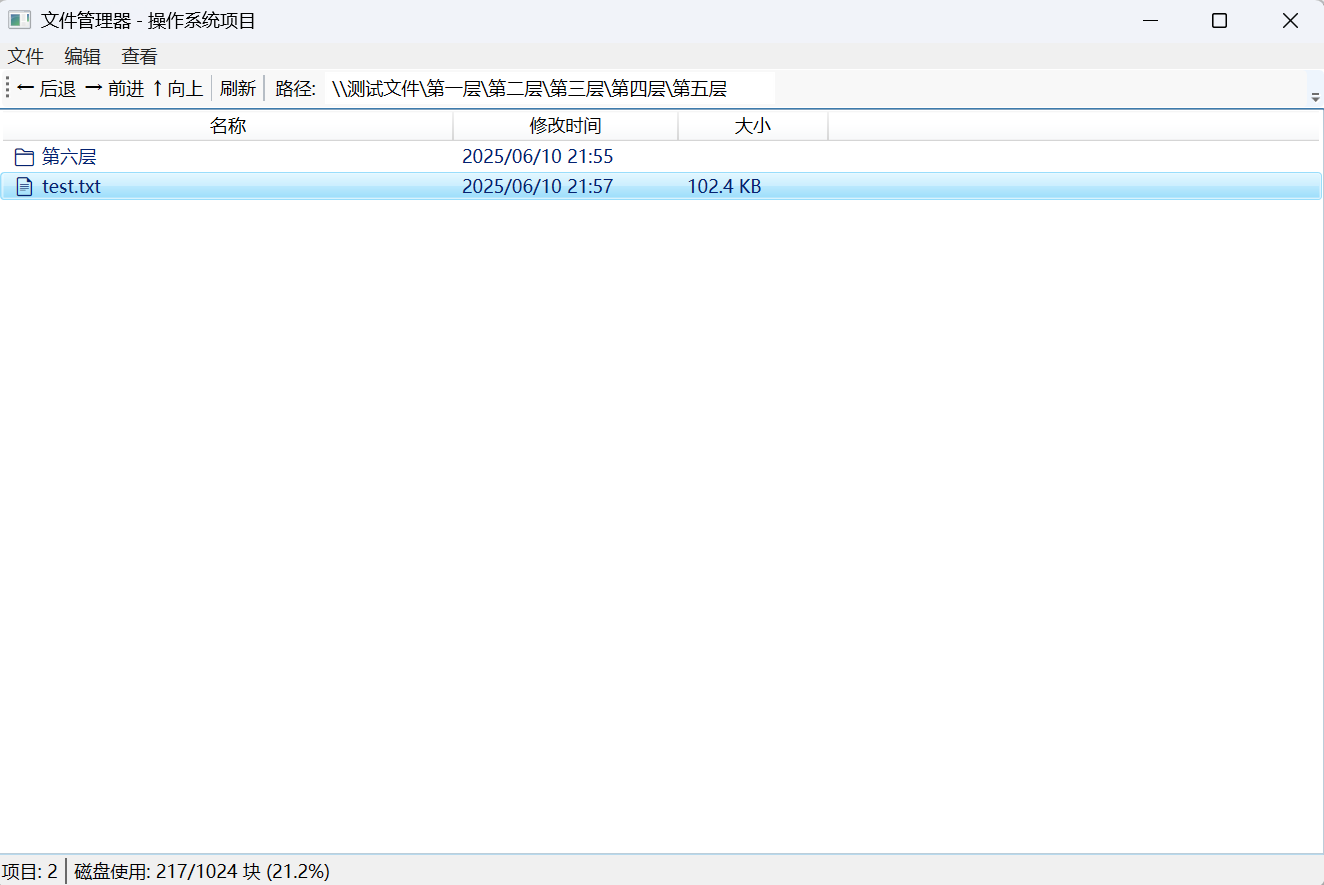 文件管理器 - 操作系统项目
文件 编辑 查看
← 后退 → 前进 ↑ 向上 刷新 路径: \\测试文件\第一层\第二层\第三层\第四层\第五层
名称 修改时间 大小
第六层 2025/06/10 21:55
test.txt 2025/06/10 21:57 102.4 KB
项目: 2 磁盘使用: 217/1024 块 (21.2%)